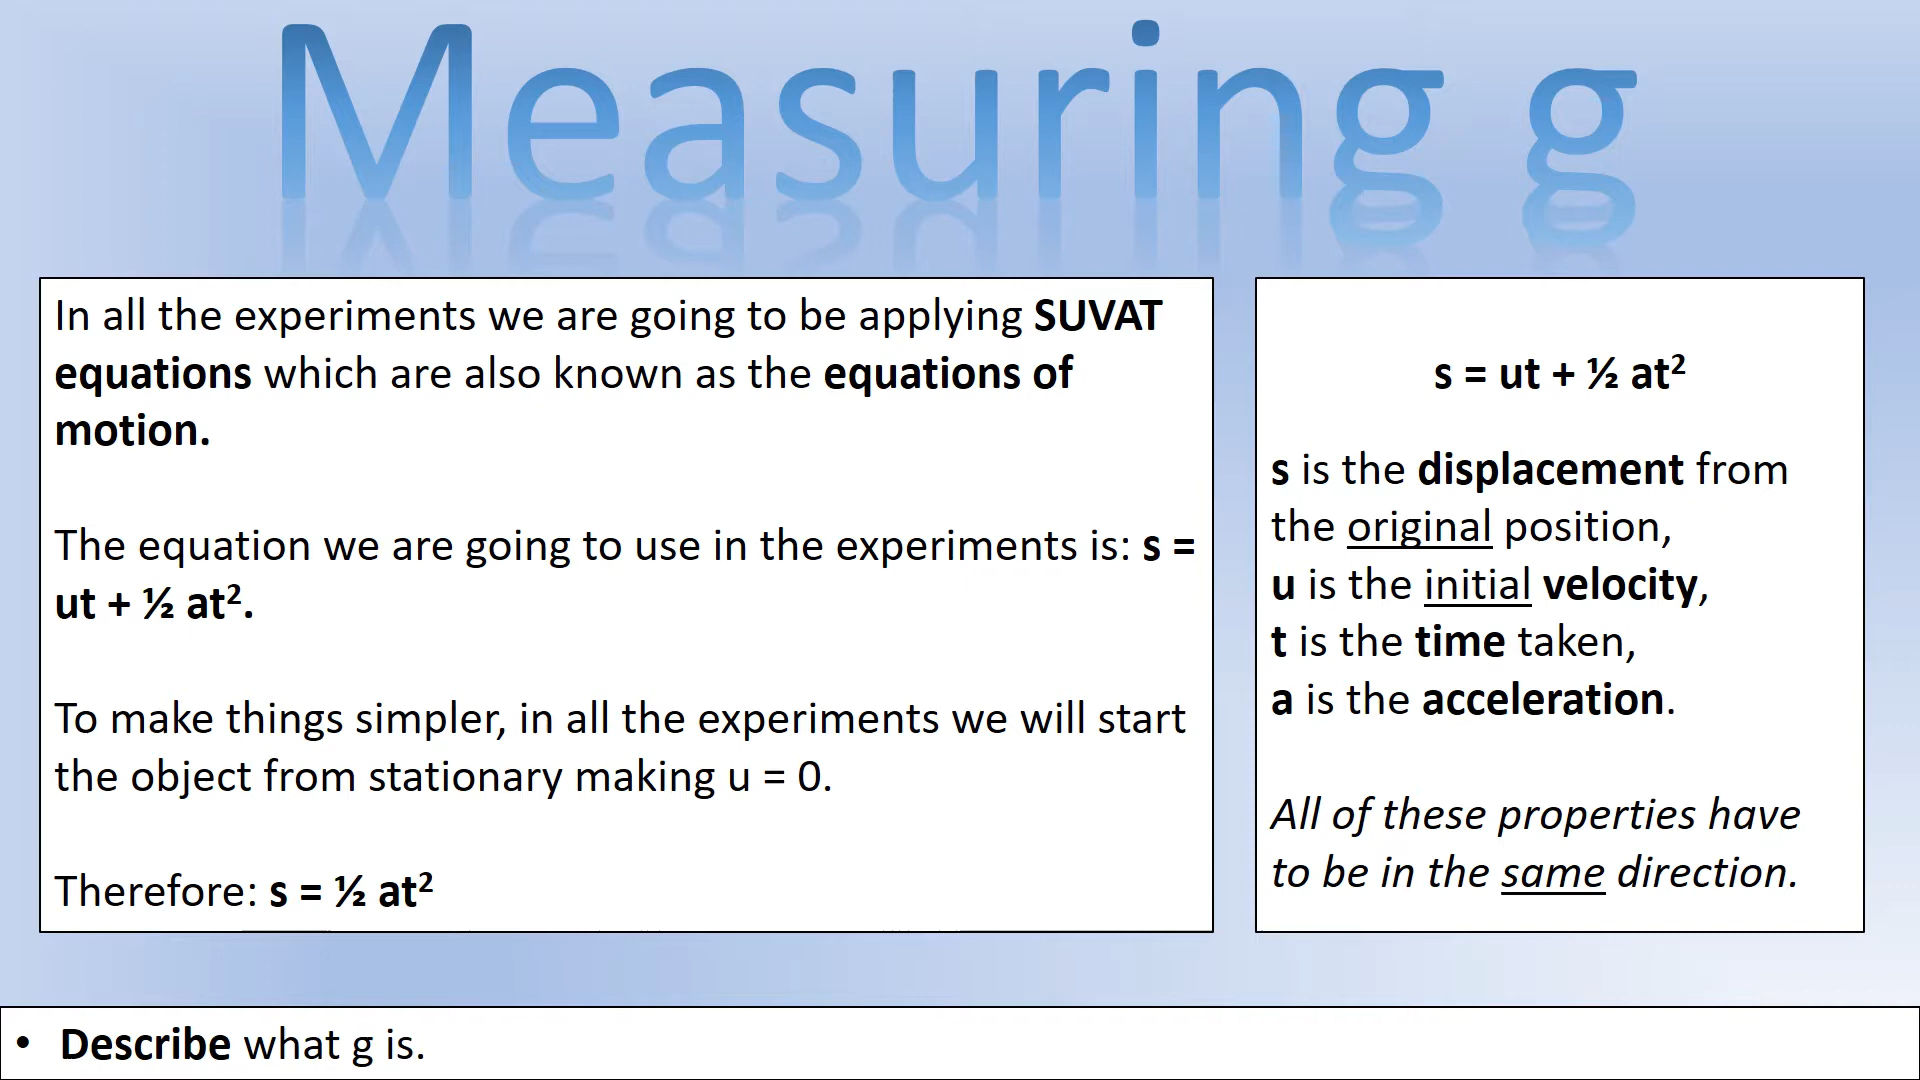 Measuring g
In all the experiments we are going to be applying SUVAT
equations which are also known as the equations of
motion.
The equation we are going to use in the experiments is: s =
ut + ½ at².
To make things simpler, in all the experiments we will start
the object from stationary making u = 0.
Therefore: s = ½ at²
s = ut + ½ at²
s is the displacement from
the original position,
u is the initial velocity,
t is the time taken,
a is the acceleration.
All of these properties have
to be in the same direction.
• Describe what g is.